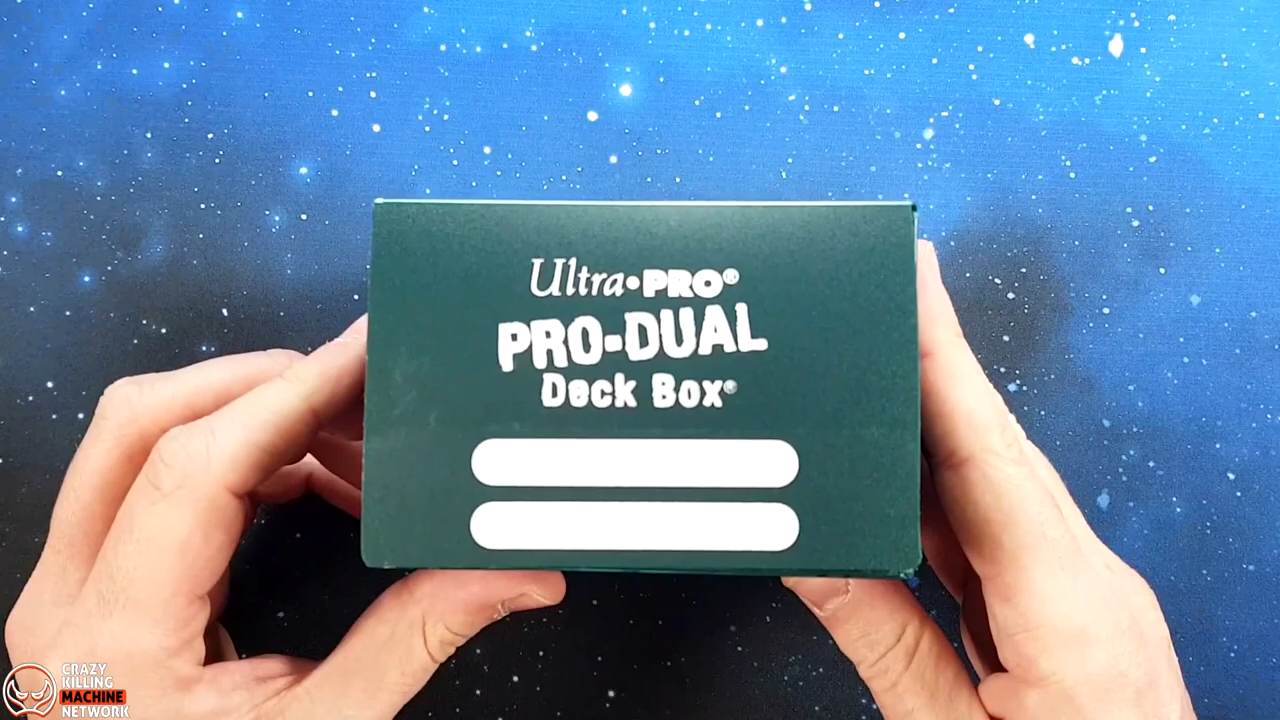 Ultra•PRO®
PRO-DUAL
Deck Box®
CRAZY
KILLING
MACHINE
NETWORK